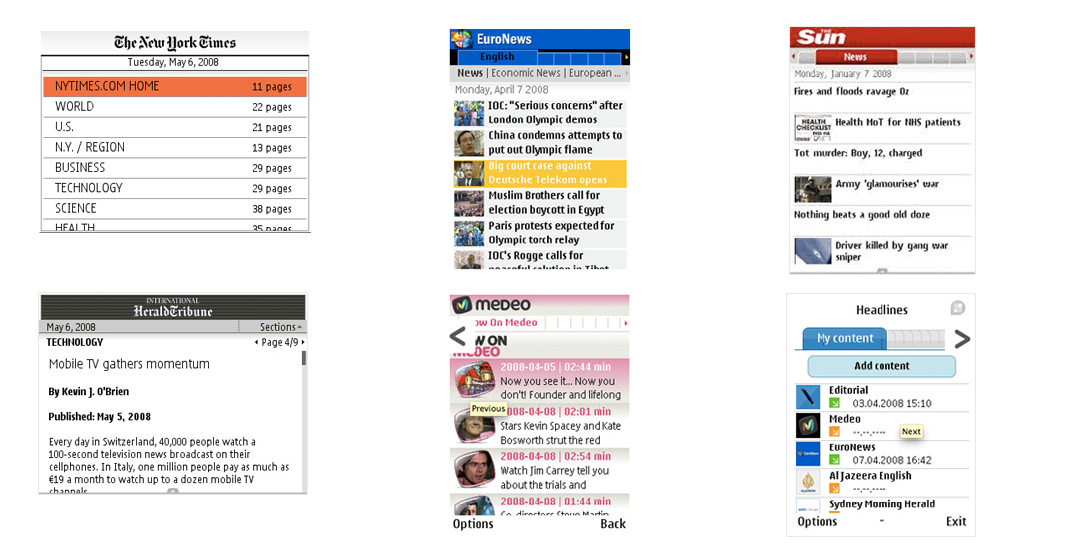 The New York Times
Tuesday, May 6, 2008
NYTIMES.COM HOME 11 pages
WORLD 22 pages
U.S. 21 pages
N.Y. / REGION 13 pages
BUSINESS 29 pages
TECHNOLOGY 29 pages
SCIENCE 38 pages
HEALTH 35 pages
EuroNews
English
News | Economic News | European ...
Monday, April 7 2008
IOC: "Serious concerns" after
London Olympic demos
China condemns attempts to
put out Olympic flame
Big court case against
Deutsche Telekom opens
Muslim Brothers call for
election boycott in Egypt
Paris protests expected for
Olympic torch relay
IOC's Rogge calls for
peaceful solution in Tibet
THE Sun
News
Monday, January 7 2008
Fires and floods ravage Oz
HEALTH CHECKLIST
Health MoT for NHS patients
Tot murder: Boy, 12, charged
Army 'glamourises' war
Nothing beats a good old doze
Driver killed by gang war
sniper
INTERNATIONAL
Herald Tribune
May 6, 2008 Sections
TECHNOLOGY Page 4/9
Mobile TV gathers momentum
By Kevin J. O'Brien
Published: May 5, 2008
Every day in Switzerland, 40,000 people watch a
100-second television news broadcast on their
cellphones. In Italy, one million people pay as much as
€19 a month to watch up to a dozen mobile TV
channels
medeo
ow On Medeo
OW ON
MEDEO
2008-04-05 | 02:44 min
Now you see it... Now you
don't! Founder and lifelong
Previous
008-04-08 | 02:01 min
Stars Kevin Spacey and Kate
Bosworth strut the red
2008-04-08 | 02:54 min
Watch Jim Carrey tell you
about the trials and
2008-04-08 | 01:44 min
Co-directors Steve Martin
Options Back
Headlines
My content
Add content
Editorial
03.04.2008 15:10
Medeo
--.--.---- Next
EuroNews
07.04.2008 16:42
Al Jazeera English
--.--.----
Sydney Morning Herald
Options - Exit